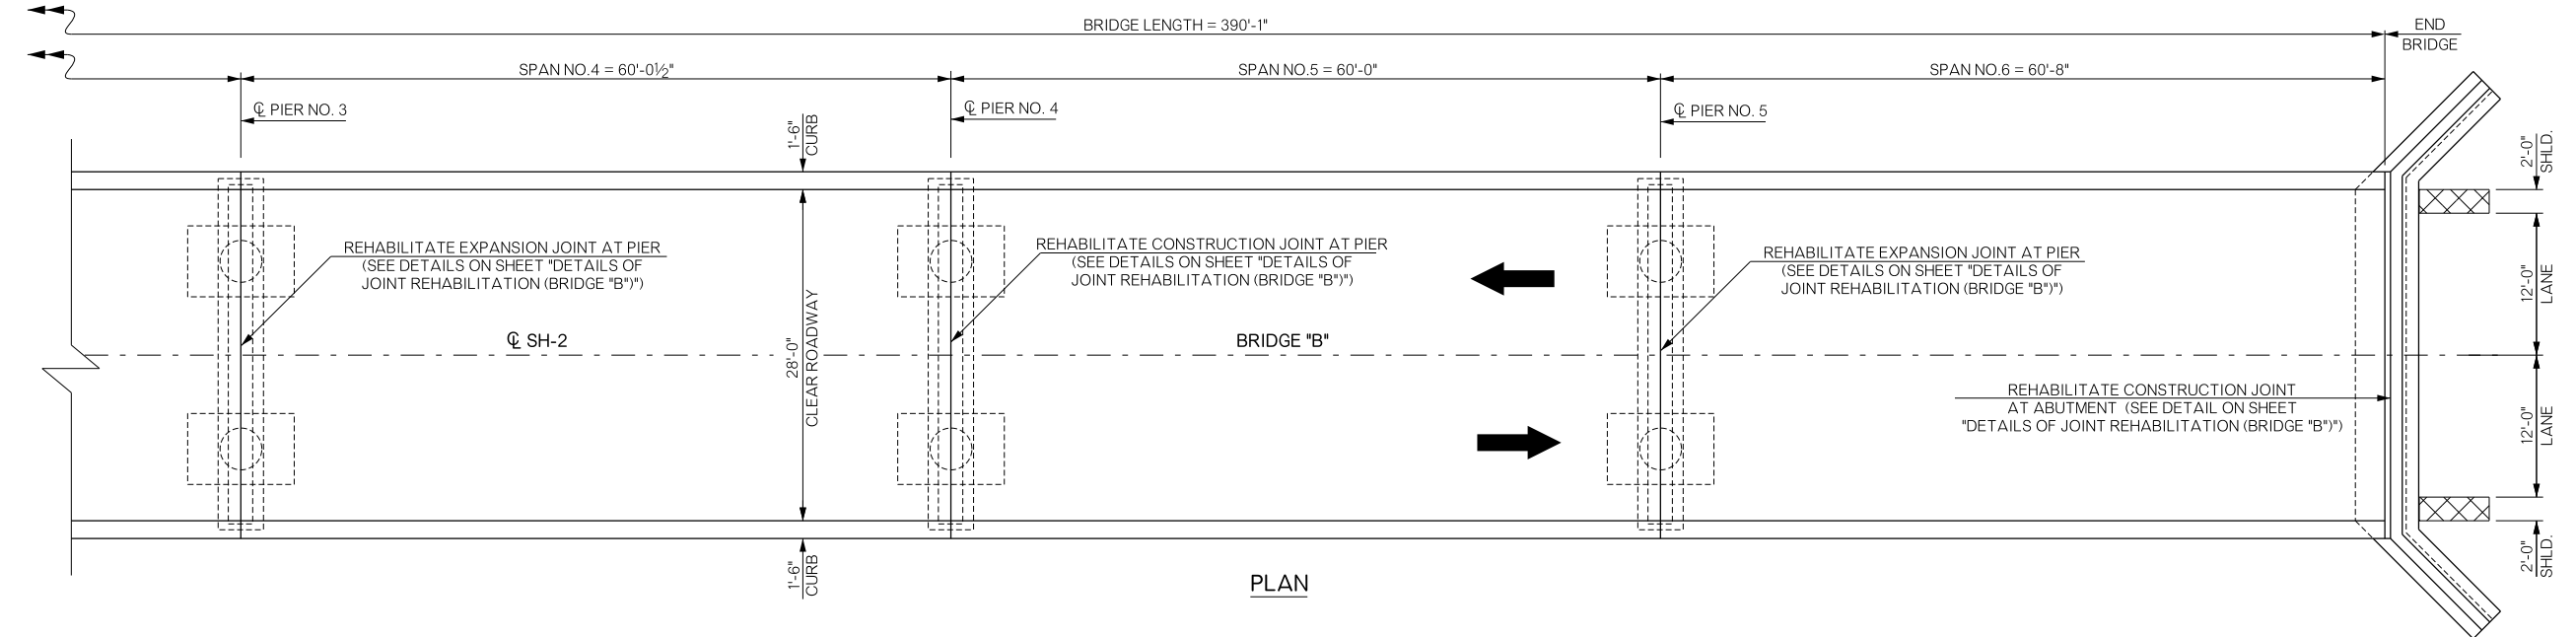 BRIDGE LENGTH = 390'-1"
END
BRIDGE
SPAN NO.4 = 60'-0½"
SPAN NO.5 = 60'-0"
SPAN NO.6 = 60'-8"
℄ PIER NO. 3
℄ PIER NO. 4
℄ PIER NO. 5
1'-6"
CURB
2'-0"
SHLD.
REHABILITATE EXPANSION JOINT AT PIER
(SEE DETAILS ON SHEET "DETAILS OF
JOINT REHABILITATION (BRIDGE "B")")
REHABILITATE CONSTRUCTION JOINT AT PIER
(SEE DETAILS ON SHEET "DETAILS OF
JOINT REHABILITATION (BRIDGE "B")")
REHABILITATE EXPANSION JOINT AT PIER
(SEE DETAILS ON SHEET "DETAILS OF
JOINT REHABILITATION (BRIDGE "B")")
12'-0"
LANE
℄ SH-2
28'-0"
CLEAR ROADWAY
BRIDGE "B"
REHABILITATE CONSTRUCTION JOINT
AT ABUTMENT (SEE DETAIL ON SHEET
"DETAILS OF JOINT REHABILITATION (BRIDGE "B")")
12'-0"
LANE
1'-6"
CURB
2'-0"
SHLD.
PLAN